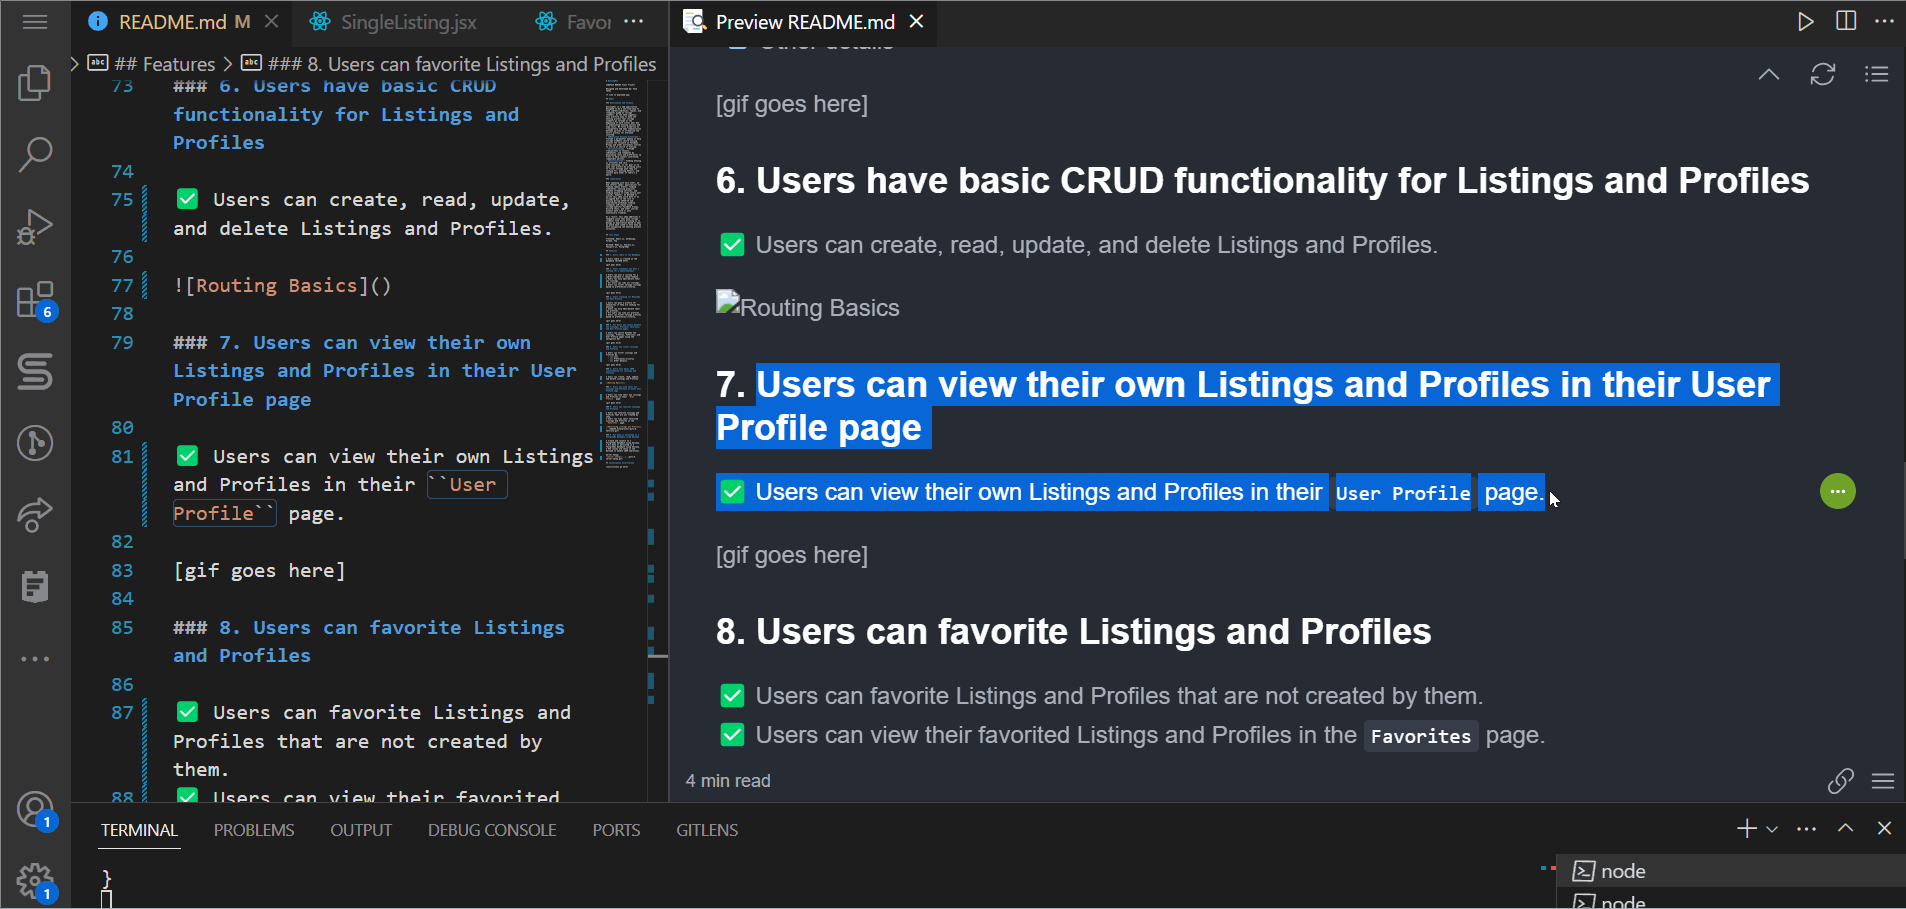 README.md M
SingleListing.jsx
Favor
Preview README.md
## Features
### 8. Users can favorite Listings and Profiles
73 ### 6. Users have basic CRUD
functionality for Listings and
Profiles
74
75 ✅ Users can create, read, update,
and delete Listings and Profiles.
76
77 ![Routing Basics]()
78
79 ### 7. Users can view their own
Listings and Profiles in their User
Profile page
80
81 ✅ Users can view their own Listings
and Profiles in their ``User
Profile`` page.
82
83 [gif goes here]
84
85 ### 8. Users can favorite Listings
and Profiles
86
87 ✅ Users can favorite Listings and
Profiles that are not created by
them.
88 ✅ Users can view their favorited
Other details
[gif goes here]
6. Users have basic CRUD functionality for Listings and Profiles
✅ Users can create, read, update, and delete Listings and Profiles.
Routing Basics
7. Users can view their own Listings and Profiles in their User
Profile page
✅ Users can view their own Listings and Profiles in their User Profile page.
[gif goes here]
8. Users can favorite Listings and Profiles
✅ Users can favorite Listings and Profiles that are not created by them.
✅ Users can view their favorited Listings and Profiles in the Favorites page.
4 min read
6
1
1
TERMINAL PROBLEMS OUTPUT DEBUG CONSOLE PORTS GITLENS
}
node
node